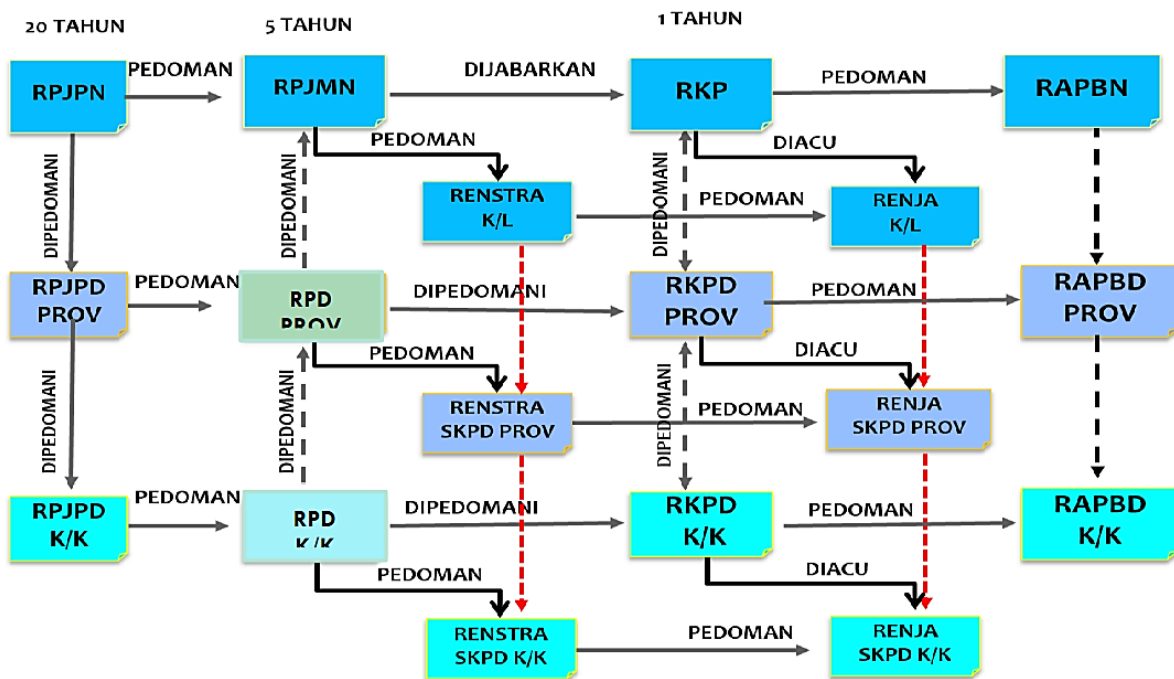 20 TAHUN
5 TAHUN
1 TAHUN
RPJPN
PEDOMAN
RPJMN
DIJABARKAN
RKP
PEDOMAN
RAPBN
DIPEDOMANI
DIPEDOMANI
PEDOMAN
RENSTRA
K/L
PEDOMAN
DIPEDOMANI
DIACU
RENJA
K/L
RPJPD
PROV
PEDOMAN
RPD
PROV
DIPEDOMANI
RKPD
PROV
PEDOMAN
RAPBD
PROV
DIPEDOMANI
DIPEDOMANI
PEDOMAN
RENSTRA
SKPD PROV
PEDOMAN
DIPEDOMANI
DIACU
RENJA
SKPD PROV
RPJPD
K/K
PEDOMAN
RPD
K/K
DIPEDOMANI
RKPD
K/K
PEDOMAN
RAPBD
K/K
PEDOMAN
RENSTRA
SKPD K/K
PEDOMAN
DIACU
RENJA
SKPD K/K